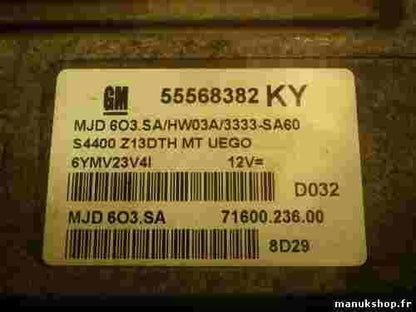 GM 55568382 KY
MJD 6O3.SA/HW03A/3333-SA60
S4400 Z13DTH MT UEGO
6YMV23V4I 12V=
D032
MJD 6O3.SA 71600.236.00
8D29
manukshop.fr